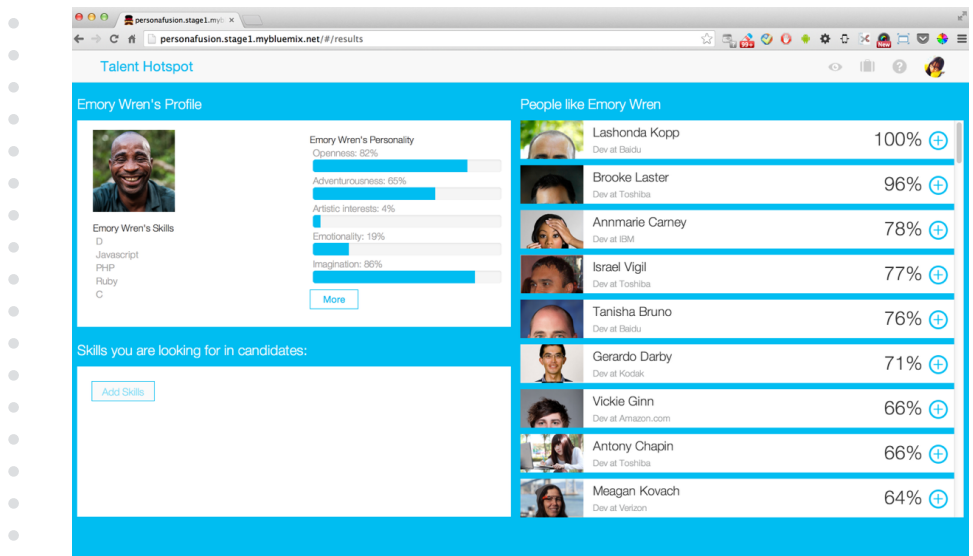 personafusion.stage1.myb
personafusion.stage1.mybluemix.net/#/results
99+
New
Talent Hotspot
?
Emory Wren's Profile
Emory Wren's Personality
Openness: 82%
Adventurousness: 65%
Artistic interests: 4%
Emotionality: 19%
Imagination: 86%
More
Emory Wren's Skills
D
Javascript
PHP
Ruby
C
Skills you are looking for in candidates:
Add Skills
People like Emory Wren
Lashonda Kopp
Dev at Baidu
100%
Brooke Laster
Dev at Toshiba
96%
Annmarie Carney
Dev at IBM
78%
Israel Vigil
Dev at Toshiba
77%
Tanisha Bruno
Dev at Baidu
76%
Gerardo Darby
Dev at Kodak
71%
Vickie Ginn
Dev at Amazon.com
66%
Antony Chapin
Dev at Toshiba
66%
Meagan Kovach
Dev at Verizon
64%